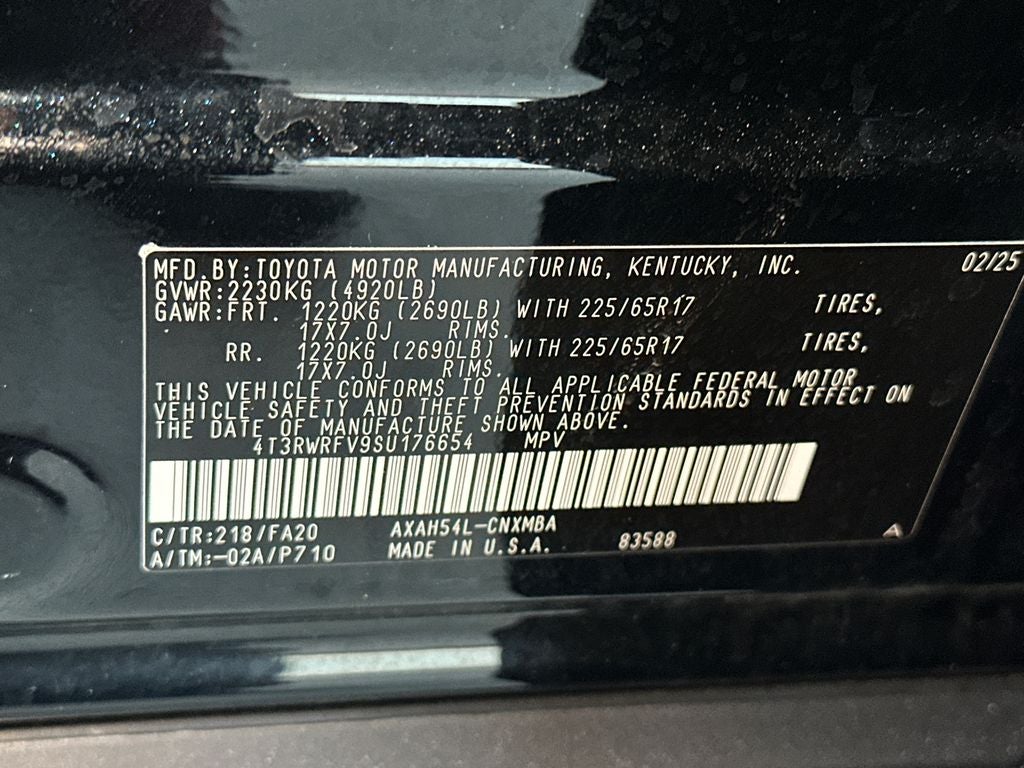 MFD.BY:TOYOTA MOTOR MANUFACTURING, KENTUCKY, INC. 02/25
GVWR:2230KG (4920LB)
GAWR:FRT. 1220KG (2690LB) WITH 225/65R17 TIRES,
17X7.0J RIMS.
RR. 1220KG (2690LB) WITH 225/65R17 TIRES,
17X7.0J RIMS.
THIS VEHICLE CONFORMS TO ALL APPLICABLE FEDERAL MOTOR
VEHICLE SAFETY AND THEFT PREVENTION STANDARDS IN EFFECT ON
THE DATE OF MANUFACTURE SHOWN ABOVE.
4T3RWRFV9SU176654 MPV
C/TR:218/FA20 AXAH54L-CNXMBA
A/TM:-02A/P710 MADE IN U.S.A. 83588 A